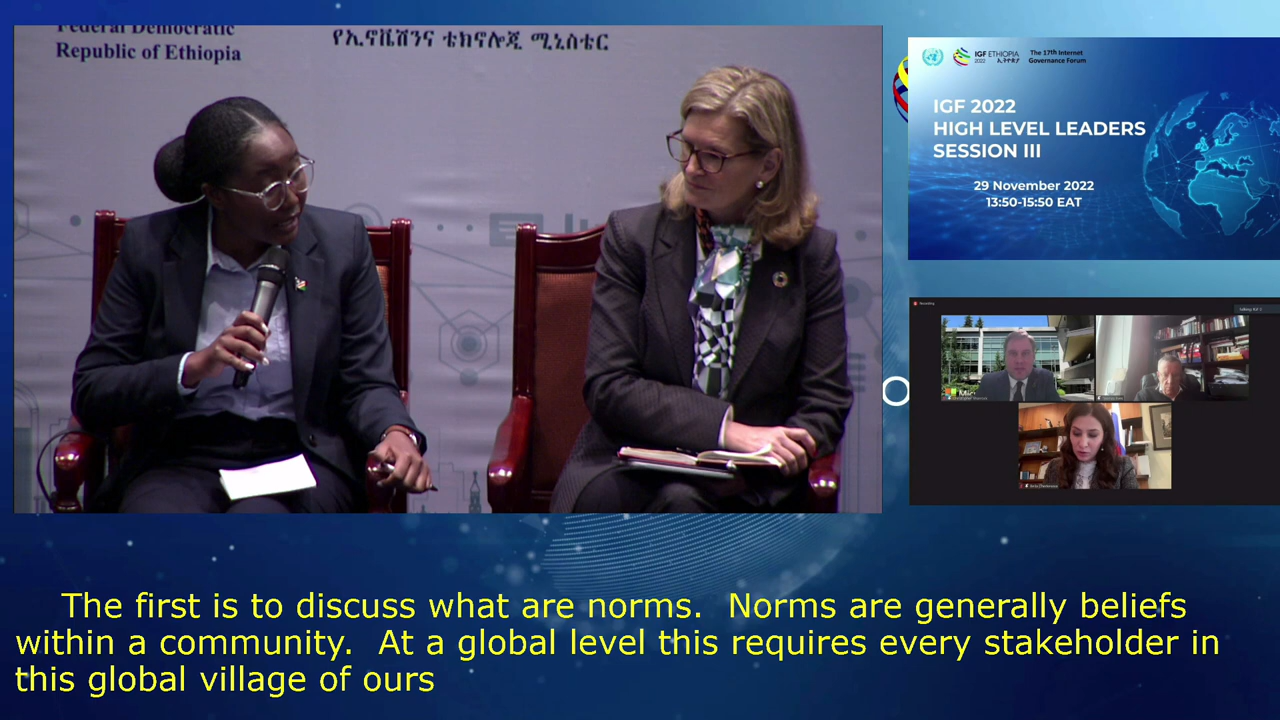 Federal Democratic
Republic of Ethiopia
የኢኖቬሽንና ቴክኖሎጂ ሚኒስቴር
IGF ETHIOPIA
2022 ኢትዮጵያ
The 17th Internet
Governance Forum
IGF 2022
HIGH LEVEL LEADERS
SESSION III
29 November 2022
13:50-15:50 EAT
Recording
The first is to discuss what are norms. Norms are generally beliefs
within a community. At a global level this requires every stakeholder in
this global village of ours